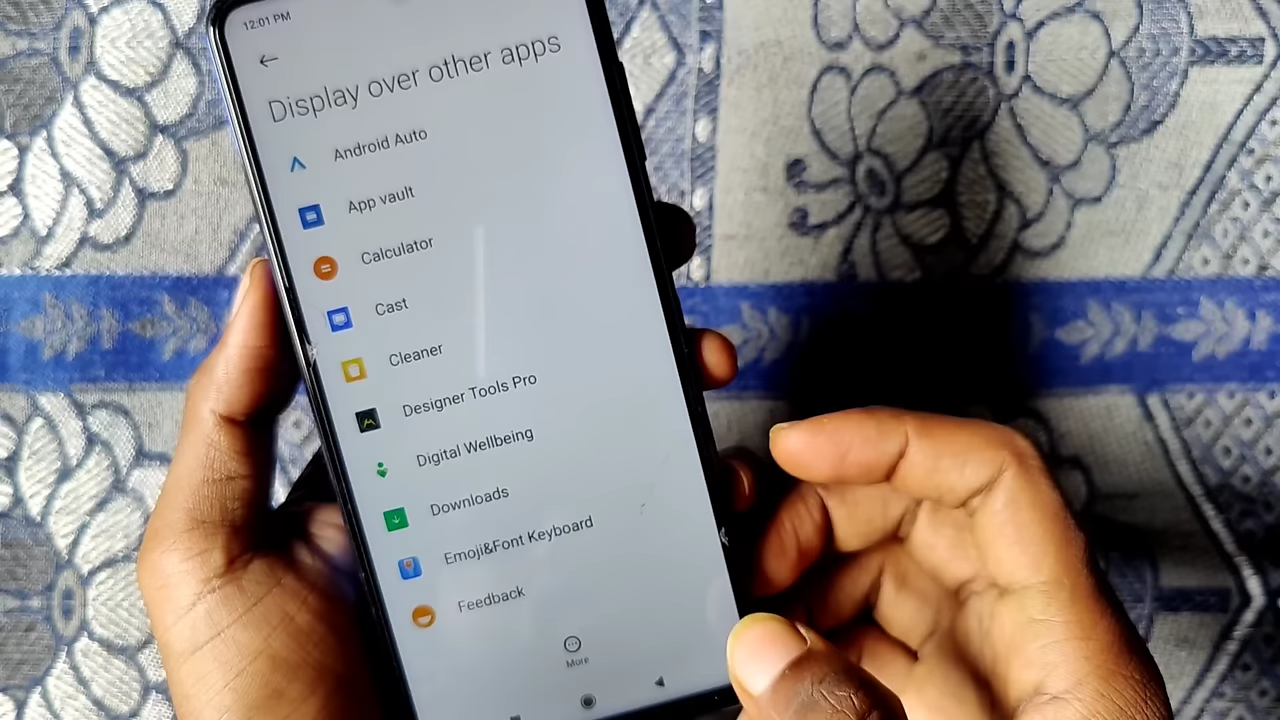 12:01 PM
Display over other apps
Android Auto
App vault
Calculator
Cast
Cleaner
Designer Tools Pro
Digital Wellbeing
Downloads
Emoji&Font Keyboard
Feedback
More